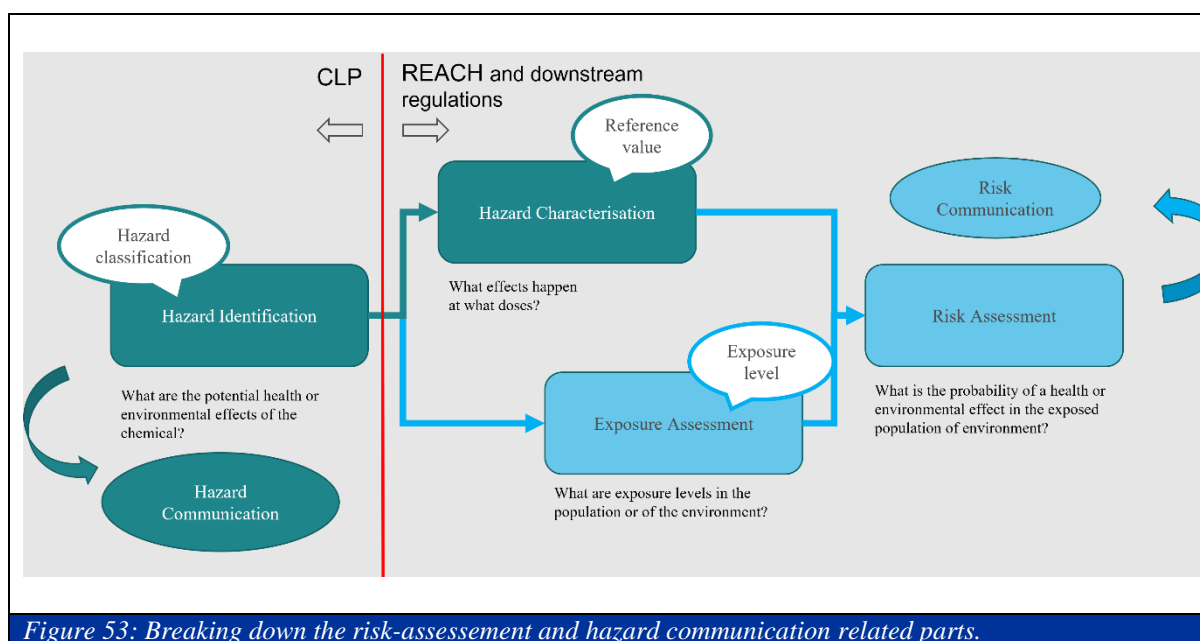 CLP
REACH and downstream
regulations
Reference
value
Hazard Characterisation
What effects happen
at what doses?
Hazard
classification
Hazard Identification
What are the potential health or
environmental effects of the
chemical?
Hazard
Communication
Exposure
level
Exposure Assessment
What are exposure levels in the
population or of the environment?
Risk
Communication
Risk Assessment
What is the probability of a health or
environmental effect in the exposed
population of environment?
Figure 53: Breaking down the risk-assessement and hazard communication related parts.